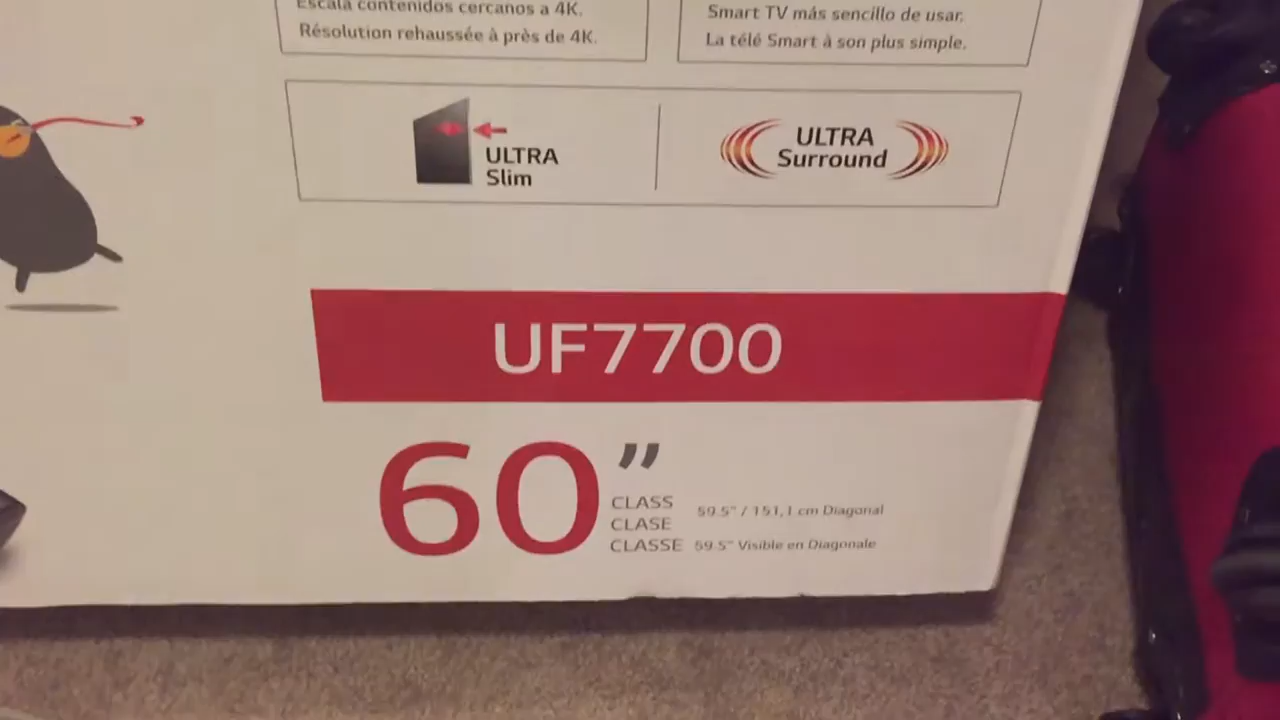 Escala contenidos cercanos a 4K.
Résolution rehaussée à près de 4K.
Smart TV más sencillo de usar.
La télé Smart à son plus simple.
ULTRA
Slim
ULTRA
Surround
UF7700
60”
CLASS
CLASE
CLASSE
59.5" / 151,1 cm Diagonal
59.5" Visible en Diagonale